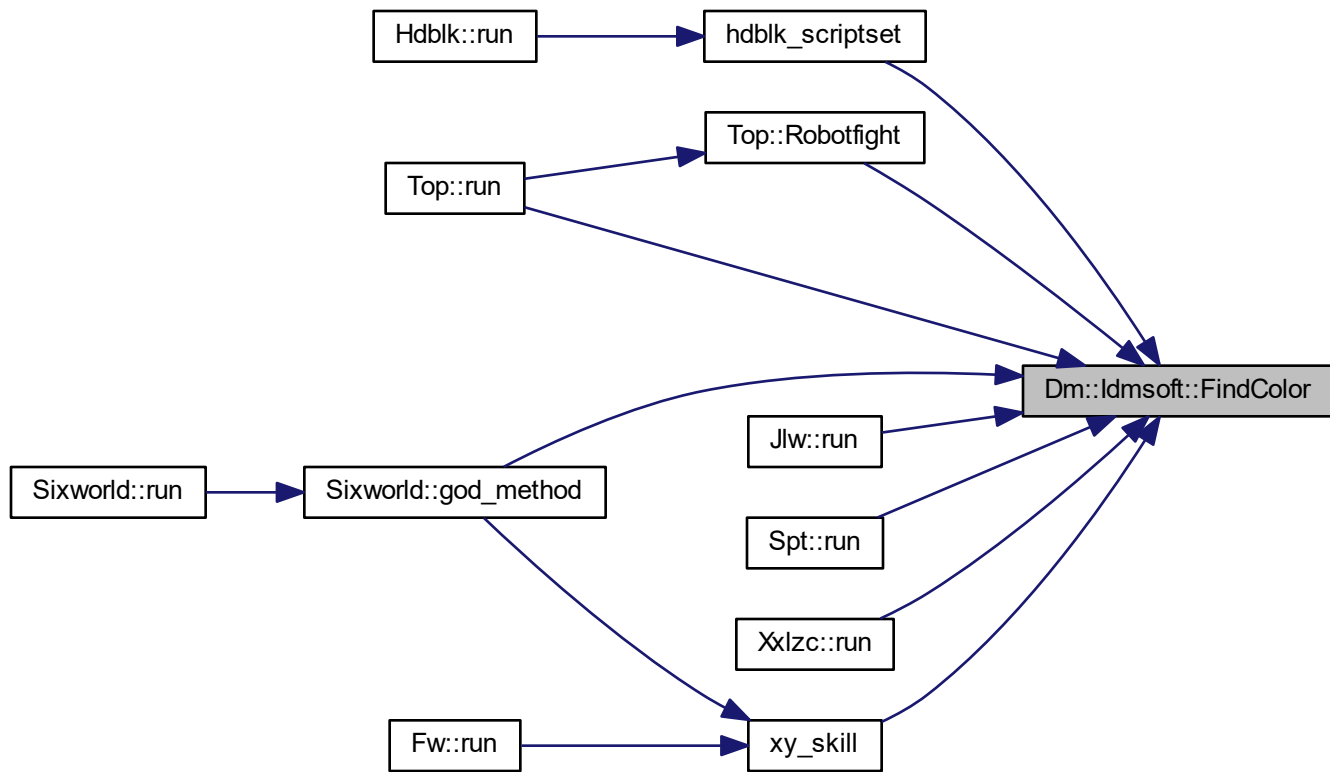 Hdblk::run
hdblk_scriptset
Top::Robotfight
Top::run
Dm::Idmsoft::FindColor
Jlw::run
Sixworld::run
Sixworld::god_method
Spt::run
Xxlzc::run
Fw::run
xy_skill